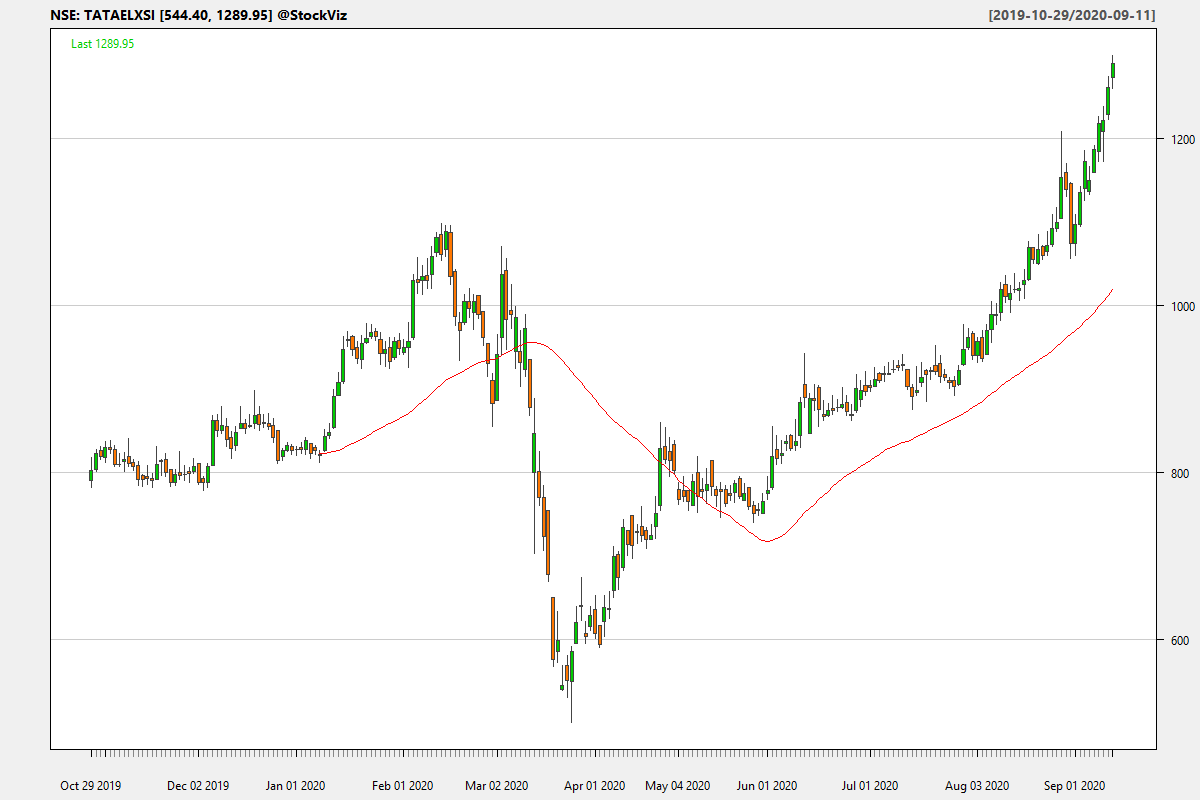 NSE: TATAELXSI [544.40, 1289.95] @StockViz
[2019-10-29/2020-09-11]
Last 1289.95
1200
1000
800
600
Oct 29 2019
Dec 02 2019
Jan 01 2020
Feb 01 2020
Mar 02 2020
Apr 01 2020
May 04 2020
Jun 01 2020
Jul 01 2020
Aug 03 2020
Sep 01 2020